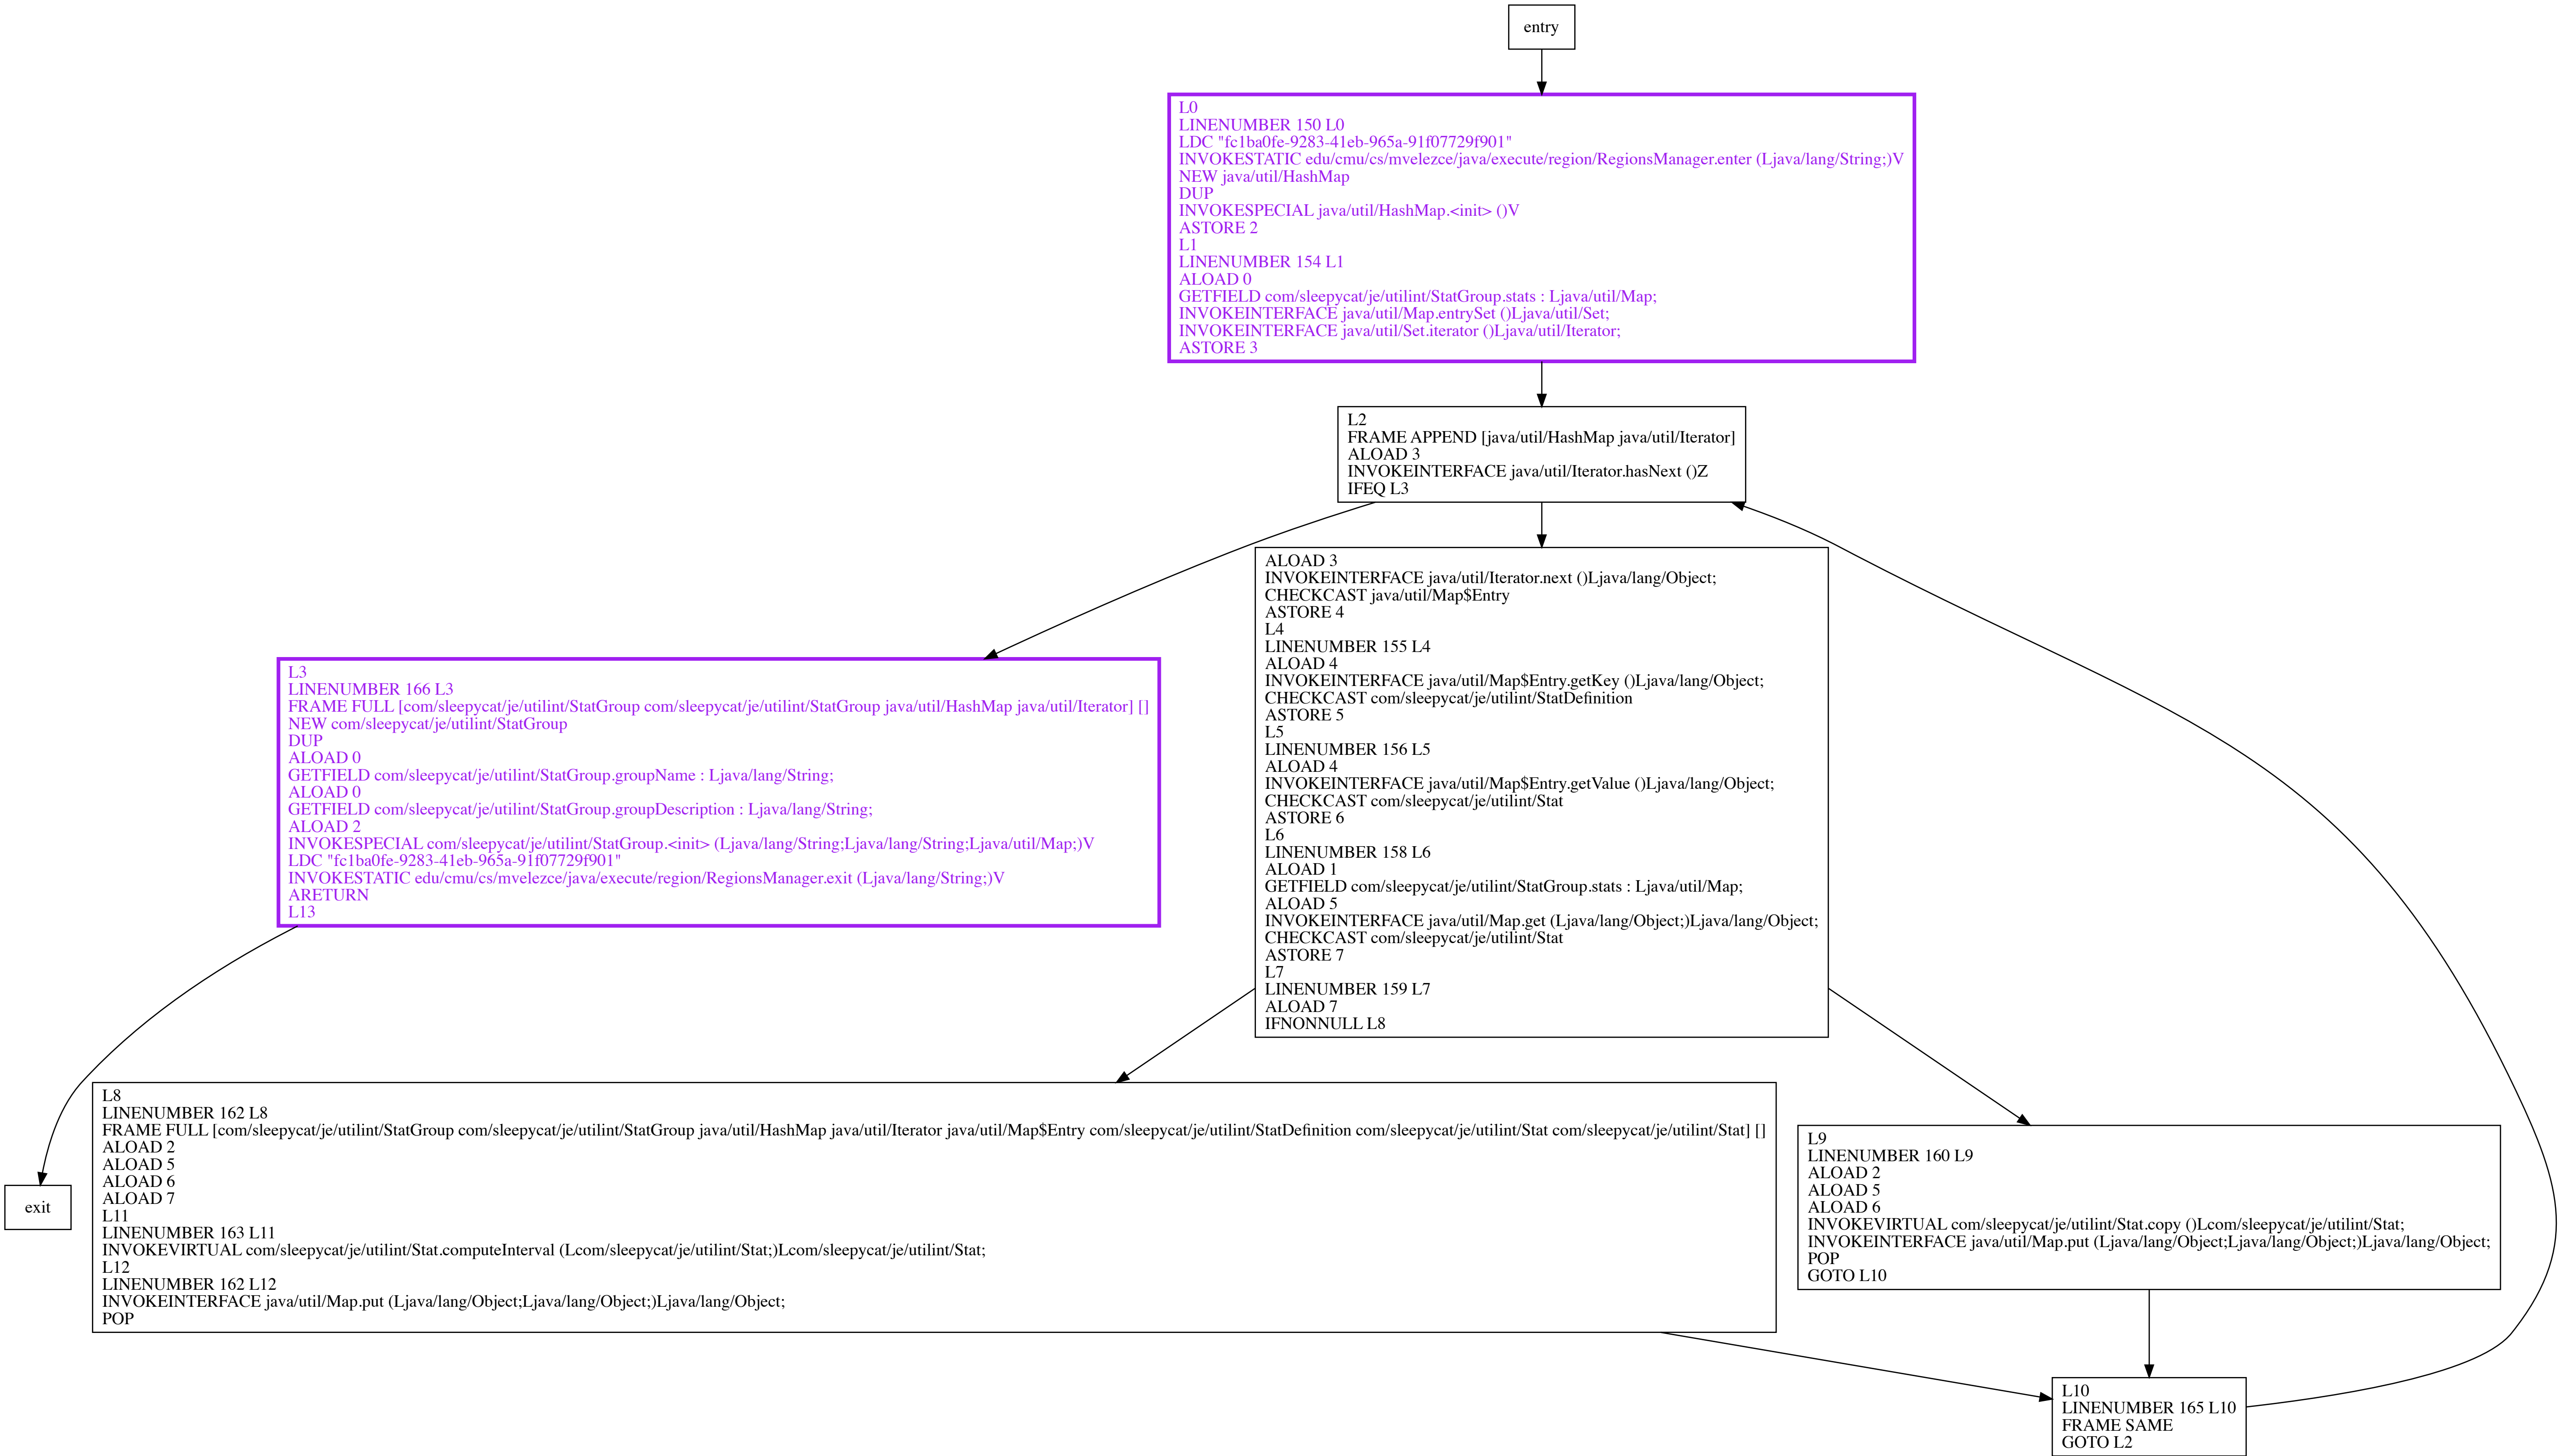 entry
L0
LINENUMBER 150 L0
LDC "fc1ba0fe-9283-41eb-965a-91f07729f901"
INVOKESTATIC edu/cmu/cs/mvelezce/java/execute/region/RegionsManager.enter (Ljava/lang/String;)V
NEW java/util/HashMap
DUP
INVOKESPECIAL java/util/HashMap.<init> ()V
ASTORE 2
L1
LINENUMBER 154 L1
ALOAD 0
GETFIELD com/sleepycat/je/utilint/StatGroup.stats : Ljava/util/Map;
INVOKEINTERFACE java/util/Map.entrySet ()Ljava/util/Set;
INVOKEINTERFACE java/util/Set.iterator ()Ljava/util/Iterator;
ASTORE 3
L2
FRAME APPEND [java/util/HashMap java/util/Iterator]
ALOAD 3
INVOKEINTERFACE java/util/Iterator.hasNext ()Z
IFEQ L3
ALOAD 3
INVOKEINTERFACE java/util/Iterator.next ()Ljava/lang/Object;
CHECKCAST java/util/Map$Entry
ASTORE 4
L4
LINENUMBER 155 L4
ALOAD 4
INVOKEINTERFACE java/util/Map$Entry.getKey ()Ljava/lang/Object;
CHECKCAST com/sleepycat/je/utilint/StatDefinition
ASTORE 5
L5
LINENUMBER 156 L5
ALOAD 4
INVOKEINTERFACE java/util/Map$Entry.getValue ()Ljava/lang/Object;
CHECKCAST com/sleepycat/je/utilint/Stat
ASTORE 6
L6
LINENUMBER 158 L6
ALOAD 1
GETFIELD com/sleepycat/je/utilint/StatGroup.stats : Ljava/util/Map;
ALOAD 5
INVOKEINTERFACE java/util/Map.get (Ljava/lang/Object;)Ljava/lang/Object;
CHECKCAST com/sleepycat/je/utilint/Stat
ASTORE 7
L7
LINENUMBER 159 L7
ALOAD 7
IFNONNULL L8
L3
LINENUMBER 166 L3
FRAME FULL [com/sleepycat/je/utilint/StatGroup com/sleepycat/je/utilint/StatGroup java/util/HashMap java/util/Iterator] []
NEW com/sleepycat/je/utilint/StatGroup
DUP
ALOAD 0
GETFIELD com/sleepycat/je/utilint/StatGroup.groupName : Ljava/lang/String;
ALOAD 0
GETFIELD com/sleepycat/je/utilint/StatGroup.groupDescription : Ljava/lang/String;
ALOAD 2
INVOKESPECIAL com/sleepycat/je/utilint/StatGroup.<init> (Ljava/lang/String;Ljava/lang/String;Ljava/util/Map;)V
LDC "fc1ba0fe-9283-41eb-965a-91f07729f901"
INVOKESTATIC edu/cmu/cs/mvelezce/java/execute/region/RegionsManager.exit (Ljava/lang/String;)V
ARETURN
L13
exit
L8
LINENUMBER 162 L8
FRAME FULL [com/sleepycat/je/utilint/StatGroup com/sleepycat/je/utilint/StatGroup java/util/HashMap java/util/Iterator java/util/Map$Entry com/sleepycat/je/utilint/StatDefinition com/sleepycat/je/utilint/Stat com/sleepycat/je/utilint/Stat] []
ALOAD 2
ALOAD 5
ALOAD 6
ALOAD 7
L11
LINENUMBER 163 L11
INVOKEVIRTUAL com/sleepycat/je/utilint/Stat.computeInterval (Lcom/sleepycat/je/utilint/Stat;)Lcom/sleepycat/je/utilint/Stat;
L12
LINENUMBER 162 L12
INVOKEINTERFACE java/util/Map.put (Ljava/lang/Object;Ljava/lang/Object;)Ljava/lang/Object;
POP
L9
LINENUMBER 160 L9
ALOAD 2
ALOAD 5
ALOAD 6
INVOKEVIRTUAL com/sleepycat/je/utilint/Stat.copy ()Lcom/sleepycat/je/utilint/Stat;
INVOKEINTERFACE java/util/Map.put (Ljava/lang/Object;Ljava/lang/Object;)Ljava/lang/Object;
POP
GOTO L10
L10
LINENUMBER 165 L10
FRAME SAME
GOTO L2